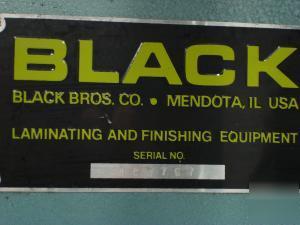 BLACK
BLACK BROS. CO. • MENDOTA, IL USA
LAMINATING AND FINISHING EQUIPMENT
SERIAL NO.